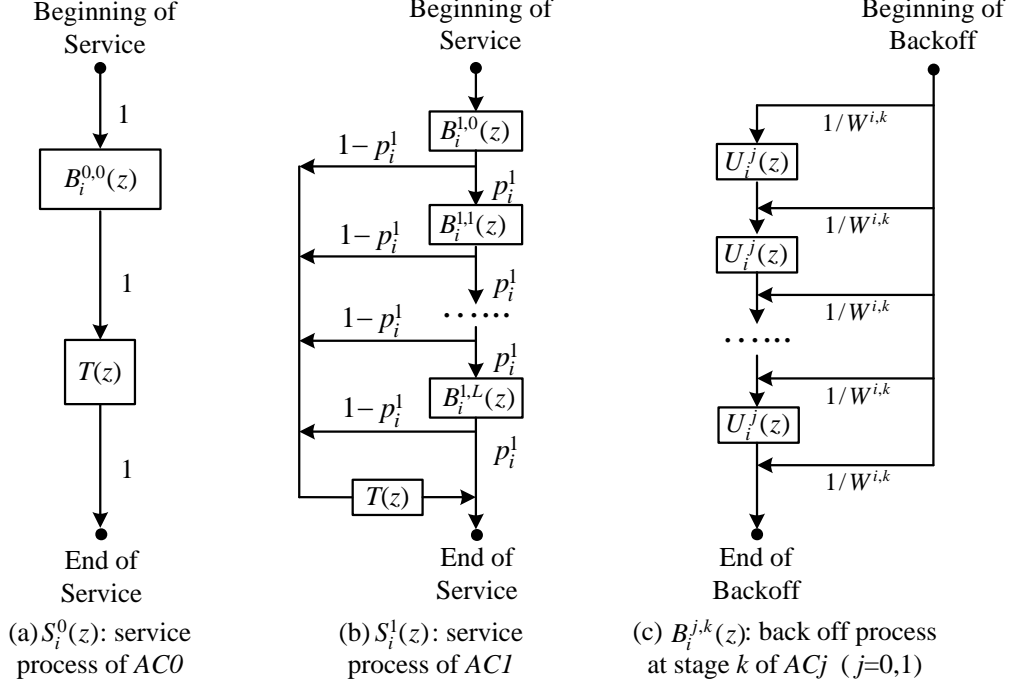 Beginning of
Service
1
B_i^{0,0}(z)
1
T(z)
1
End of
Service
(a) S_i^0(z): service
process of AC0
Beginning of
Service
B_i^{1,0}(z)
1− p_i^1
p_i^1
B_i^{1,1}(z)
1− p_i^1
p_i^1
......
1− p_i^1
p_i^1
B_i^{1,L}(z)
1− p_i^1
p_i^1
T(z)
End of
Service
(b) S_i^1(z): service
process of AC1
Beginning of
Backoff
1/W^{i,k}
U_i^j(z)
1/W^{i,k}
U_i^j(z)
1/W^{i,k}
......
1/W^{i,k}
U_i^j(z)
1/W^{i,k}
End of
Backoff
(c) B_i^{j,k}(z): back off process
at stage k of ACj ( j=0,1)